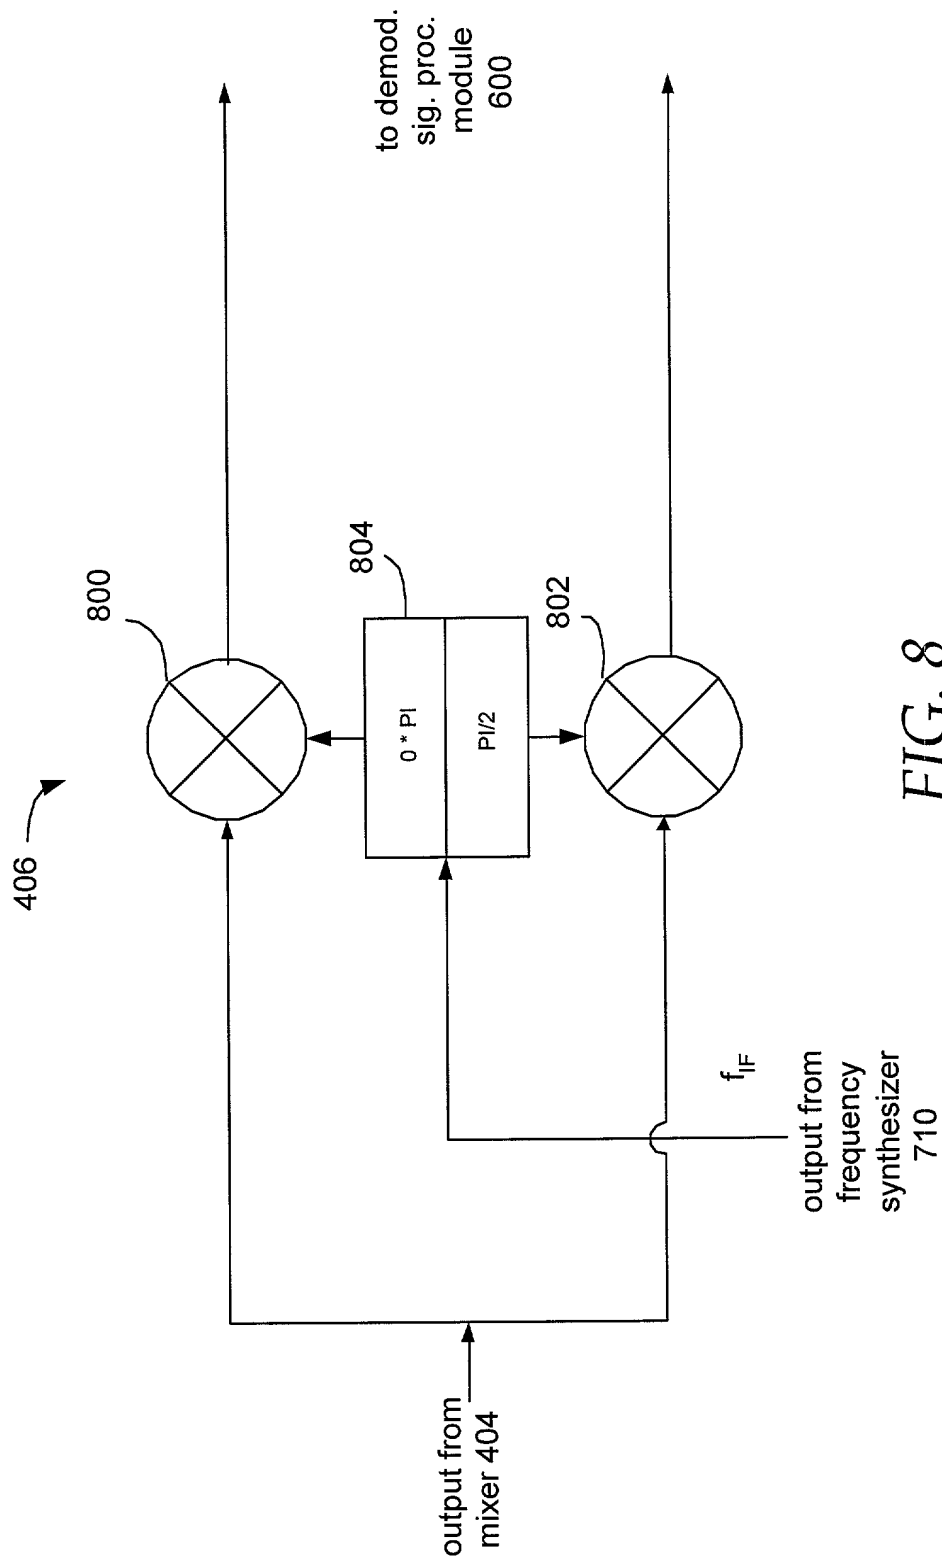 406
800
804
0 * PI
PI/2
802
to demod.
sig. proc.
module
600
output from
mixer 404
fIF
output from
frequency
synthesizer
710
FIG. 8